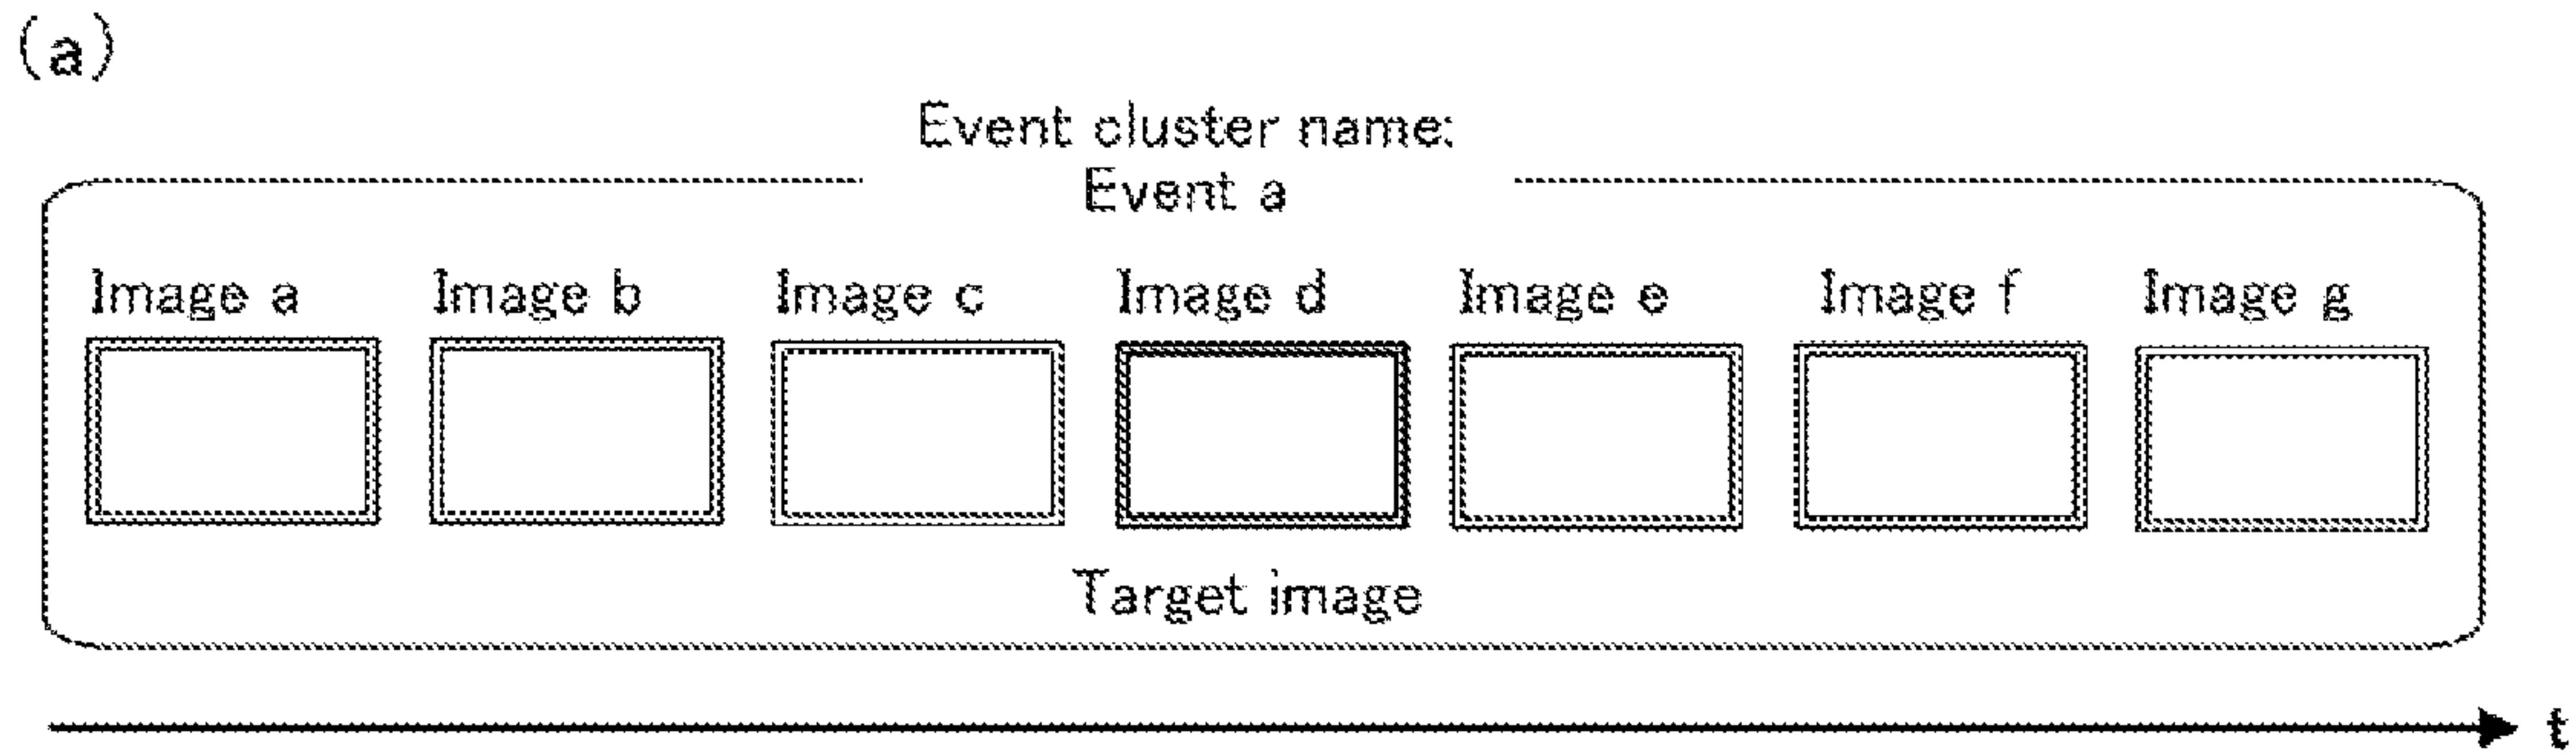 (a)
Event cluster name:
Event a
Image a Image b Image c Image d Image e Image f Image g
Target image
t